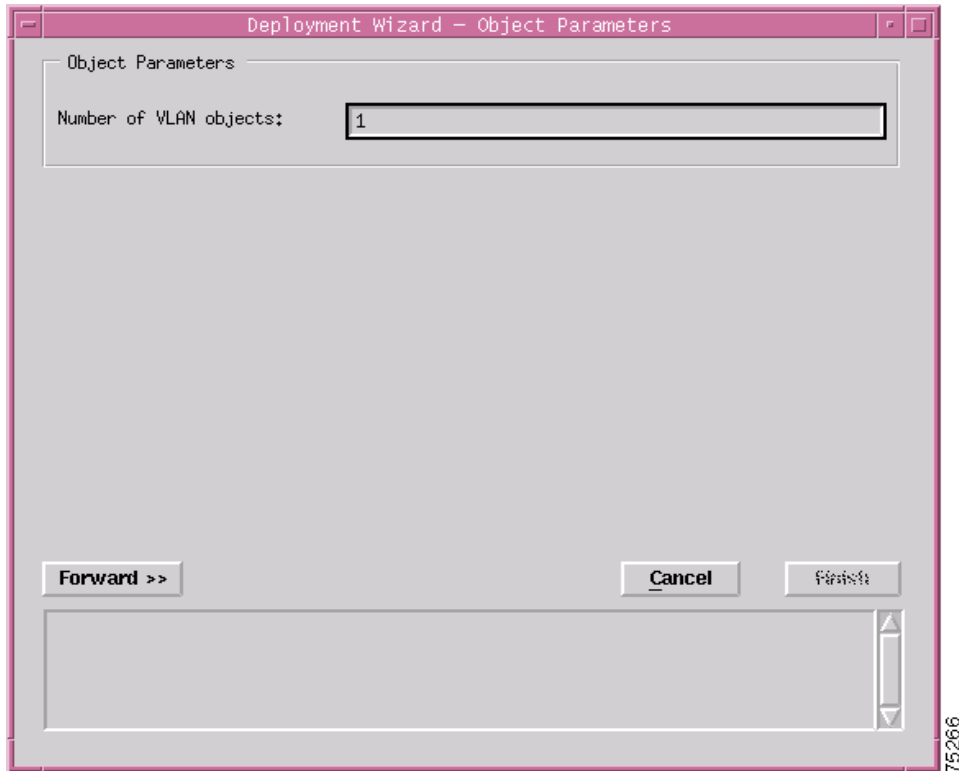 Deployment Wizard – Object Parameters
Object Parameters
Number of VLAN objects:
1
Forward >>
Cancel
Finish
75266